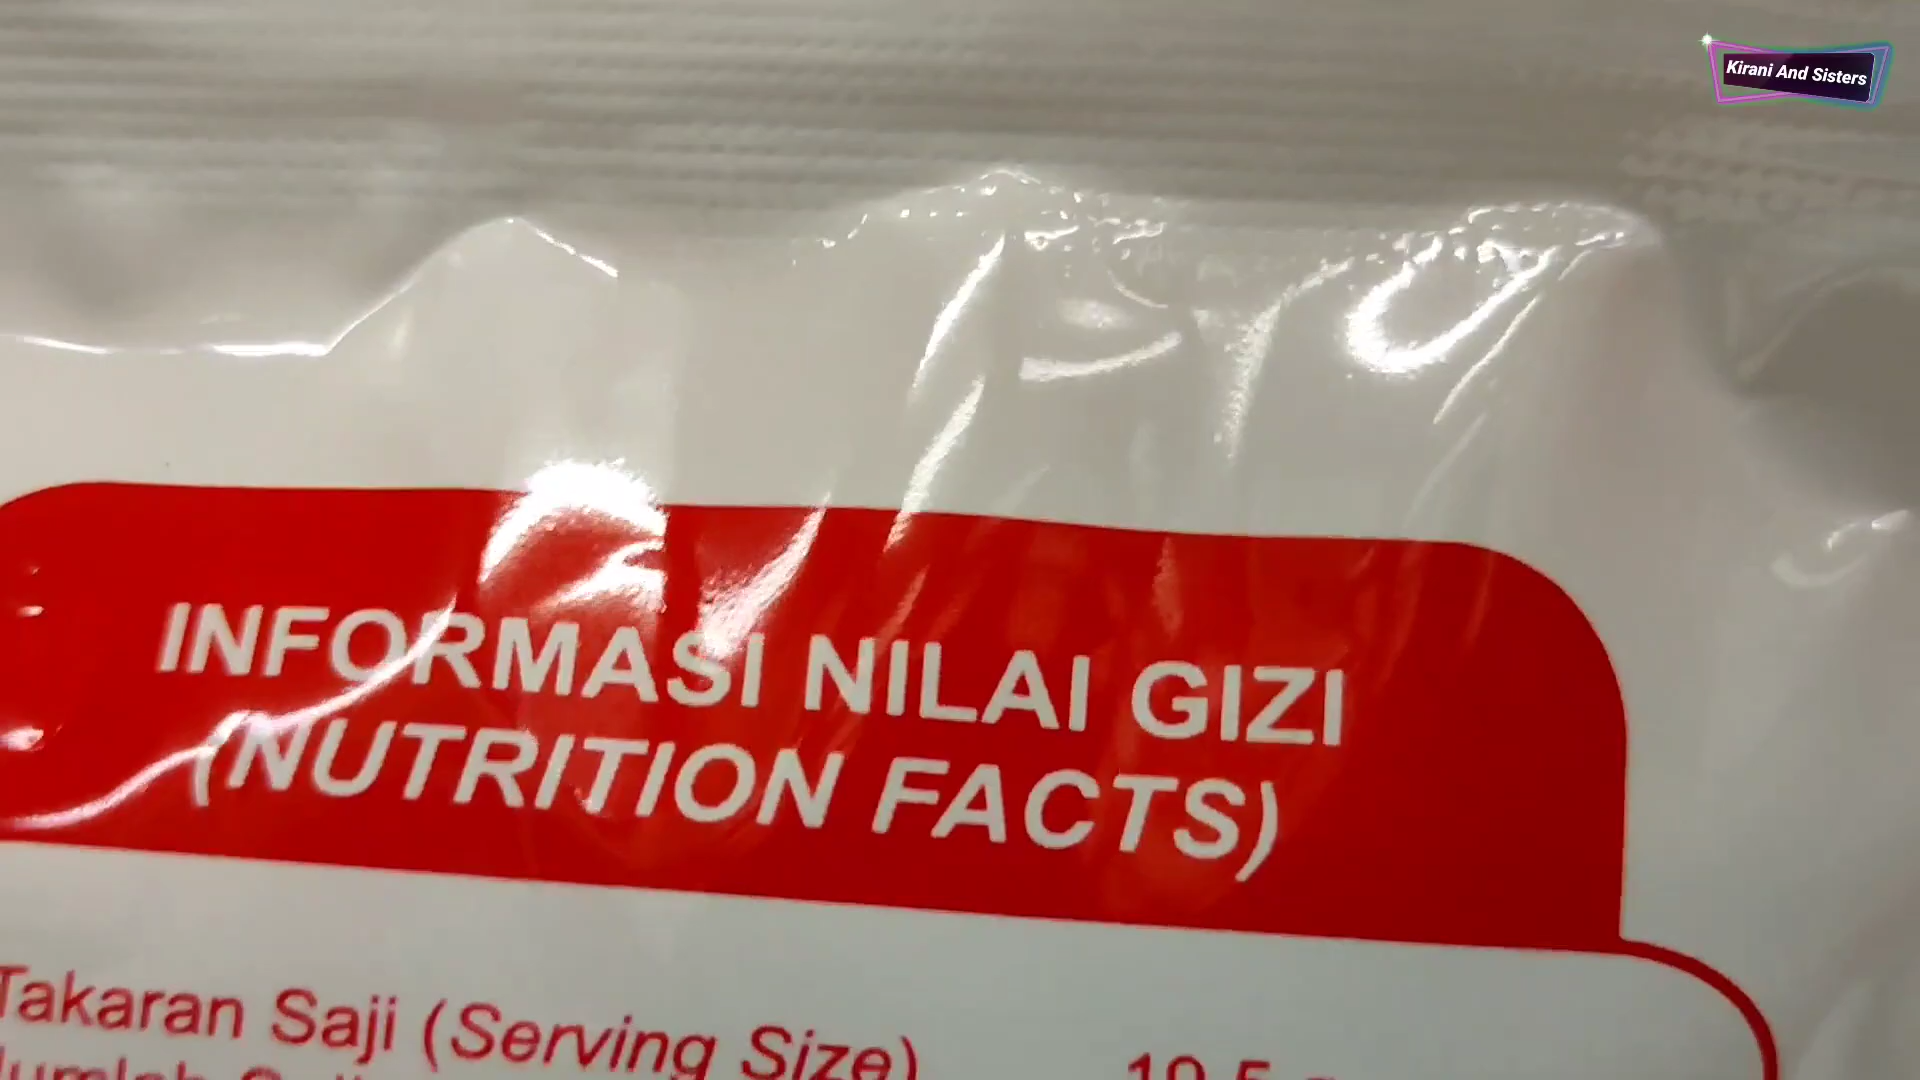 Kirani And Sisters
INFORMASI NILAI GIZI
(NUTRITION FACTS)
Takaran Saji (Serving Size)